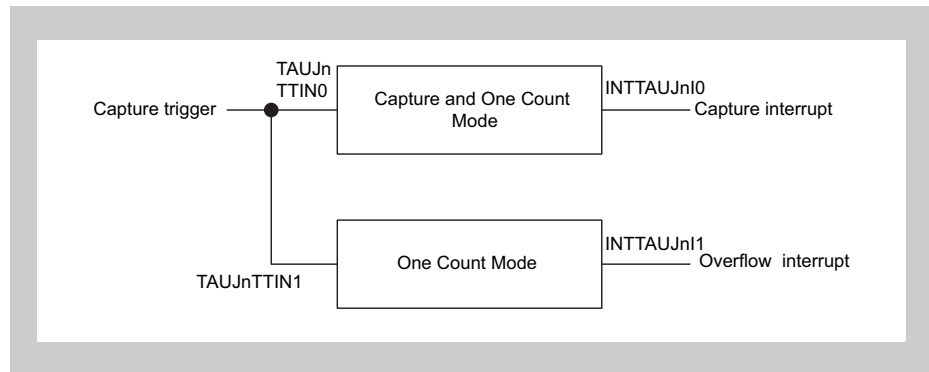 TAUJn
TTIN0
Capture trigger
Capture and One Count
Mode
INTTAUJnI0
Capture interrupt
TAUJnTTIN1
One Count Mode
INTTAUJnI1
Overflow interrupt